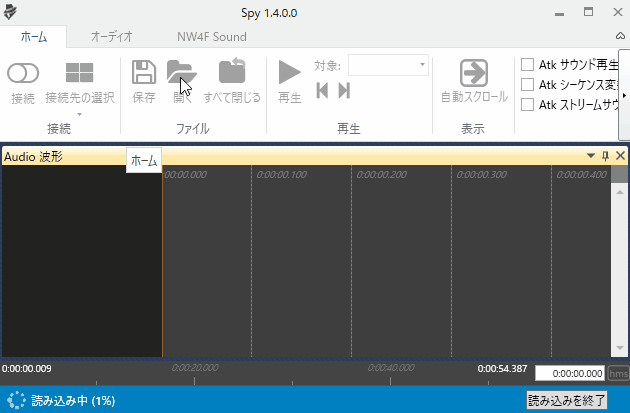 Spy 1.4.0.0
ホーム オーディオ NW4F Sound
接続 接続先の選択 保存 開く すべて閉じる 再生 対象: 自動スクロール
Atk サウンド再生
Atk シーケンス変
Atk ストリームサウ
接続 ファイル 再生 表示
Audio 波形
ホーム
0:00:00.000 0:00:00.100 0:00:00.200 0:00:00.300 0:00:00.400
0:00:00.009 0:00:20.000 0:00:40.000 0:00:54.387 0:00:00.000 hms
読み込み中 (1%) 読み込みを終了